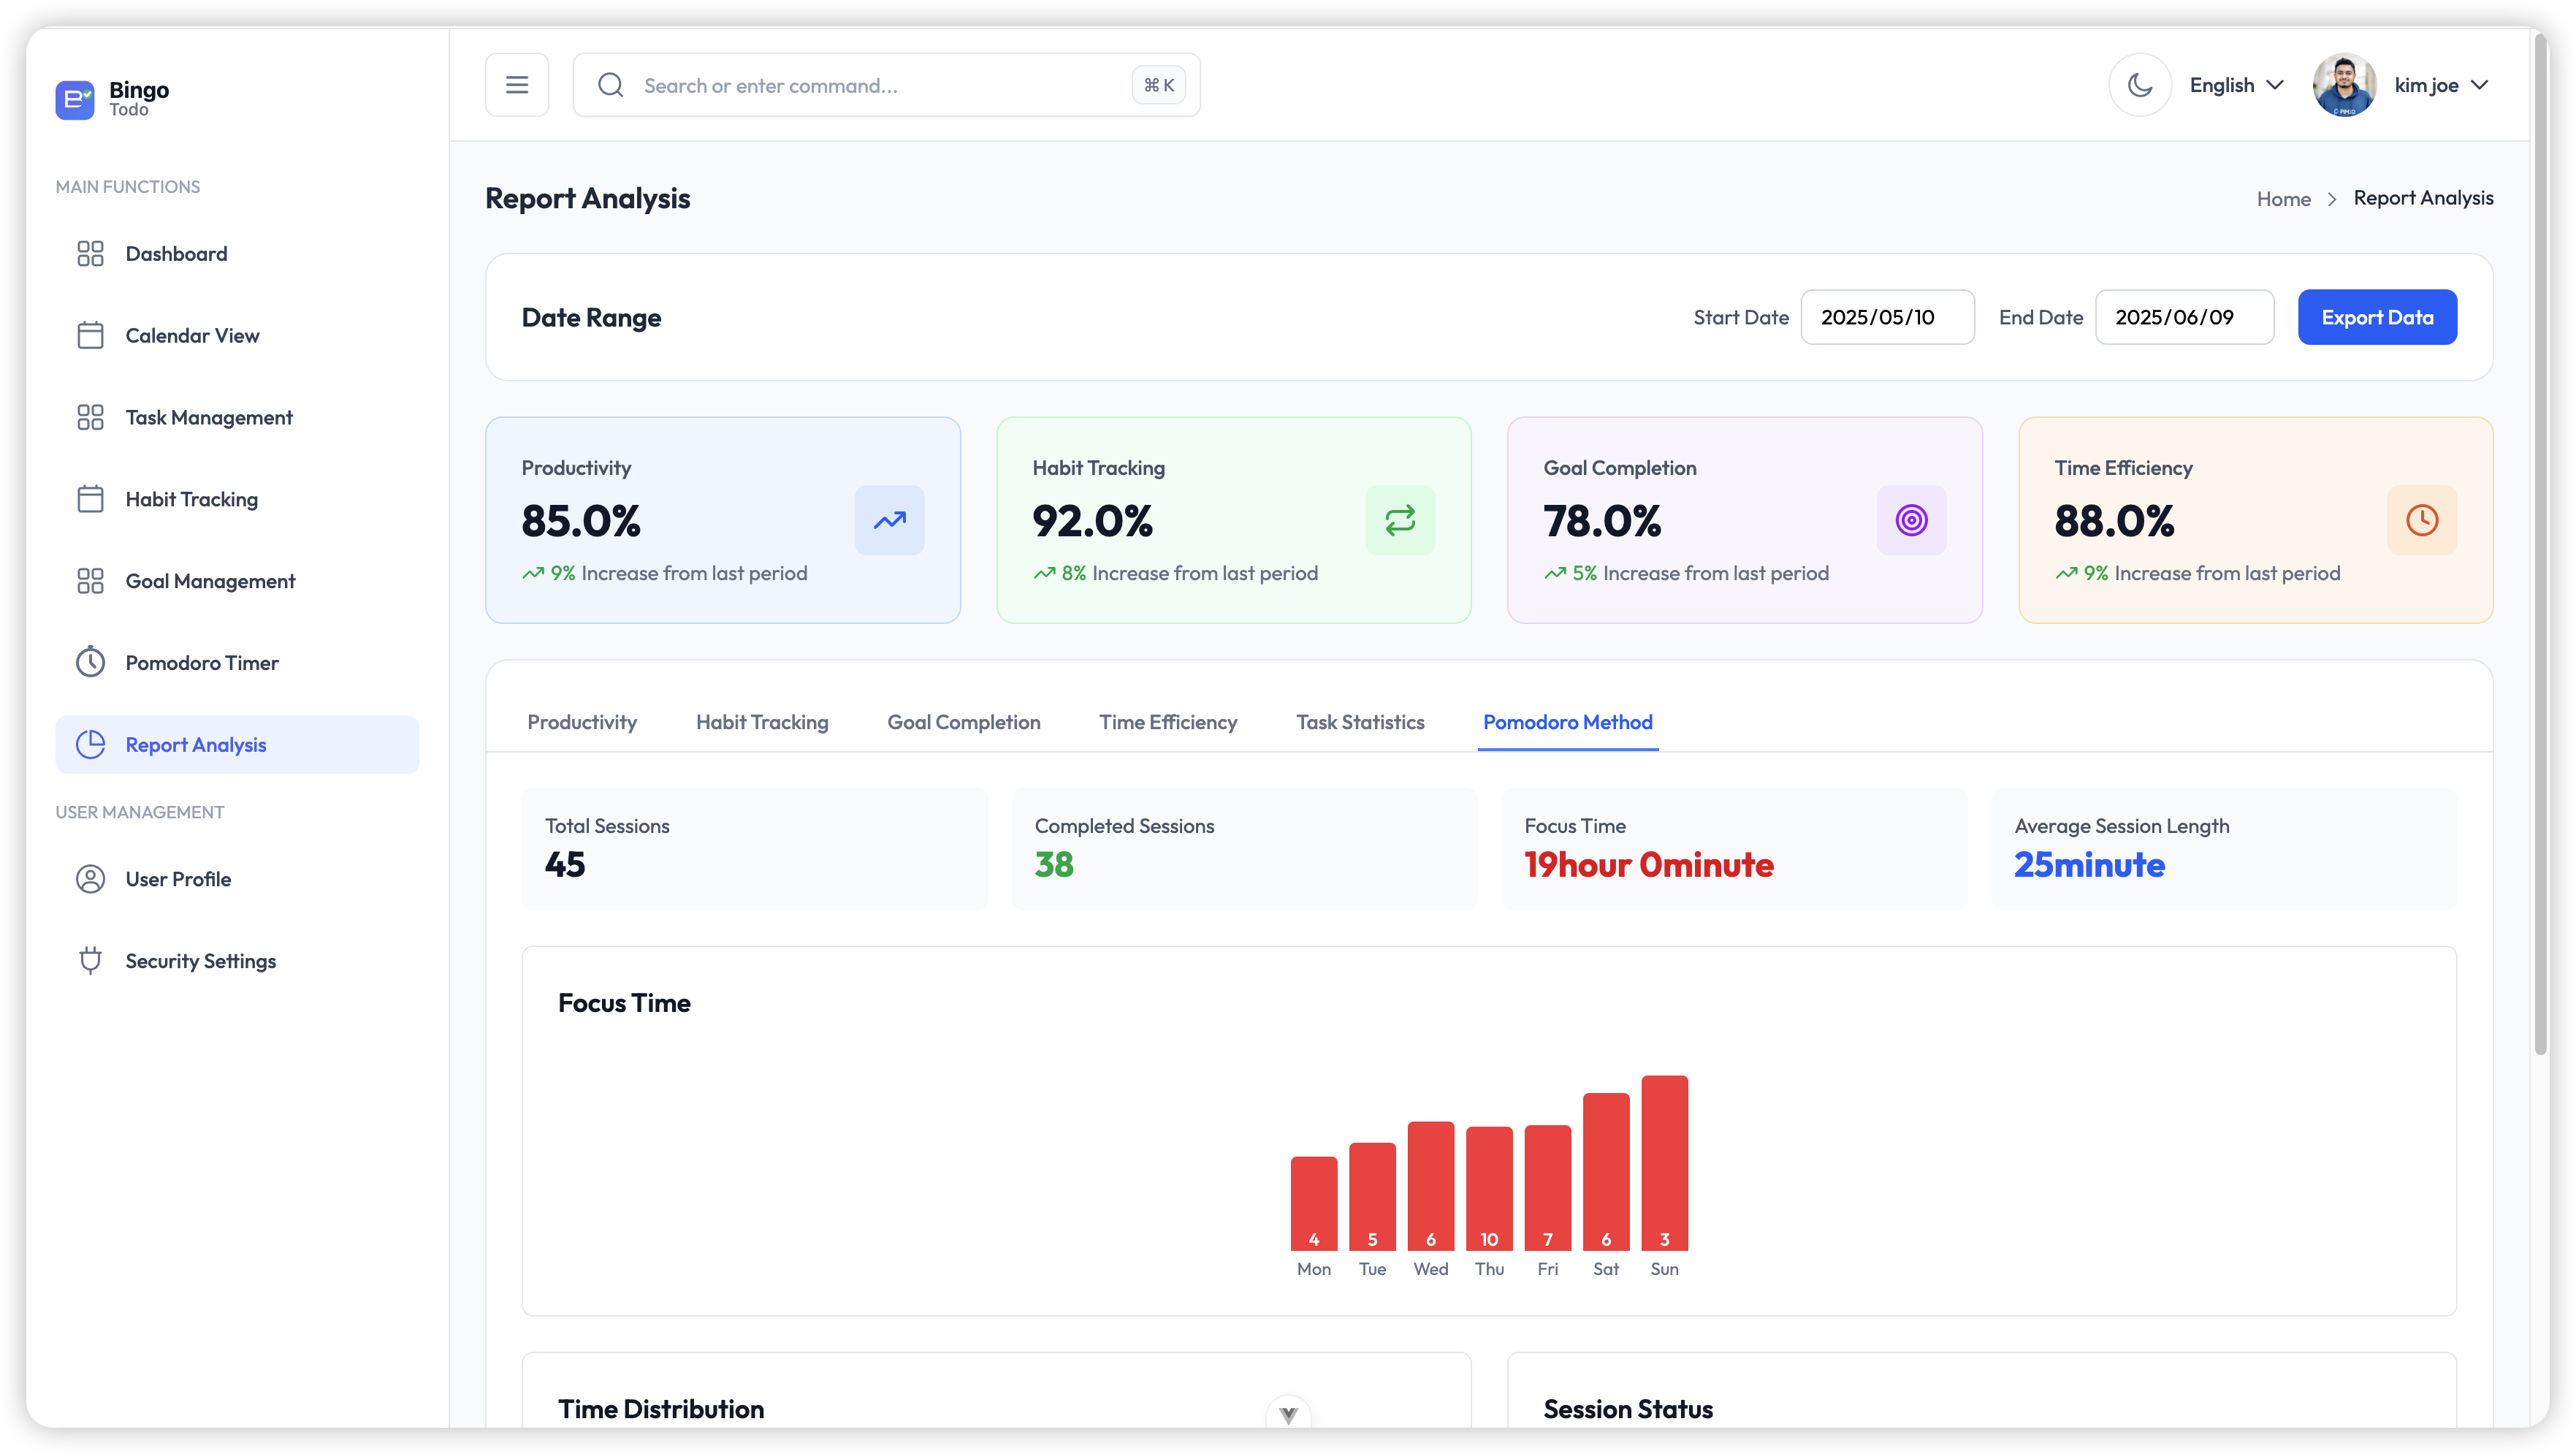 Bingo
Todo
Search or enter command...
⌘ K
English
kim joe
MAIN FUNCTIONS
Dashboard
Calendar View
Task Management
Habit Tracking
Goal Management
Pomodoro Timer
Report Analysis
USER MANAGEMENT
User Profile
Security Settings
Report Analysis
Home > Report Analysis
Date Range
Start Date 2025/05/10 End Date 2025/06/09 Export Data
Productivity
85.0%
9% Increase from last period
Habit Tracking
92.0%
8% Increase from last period
Goal Completion
78.0%
5% Increase from last period
Time Efficiency
88.0%
9% Increase from last period
Productivity Habit Tracking Goal Completion Time Efficiency Task Statistics Pomodoro Method
Total Sessions
45
Completed Sessions
38
Focus Time
19hour 0minute
Average Session Length
25minute
Focus Time
4 5 6 10 7 6 3
Mon Tue Wed Thu Fri Sat Sun
Time Distribution
Session Status